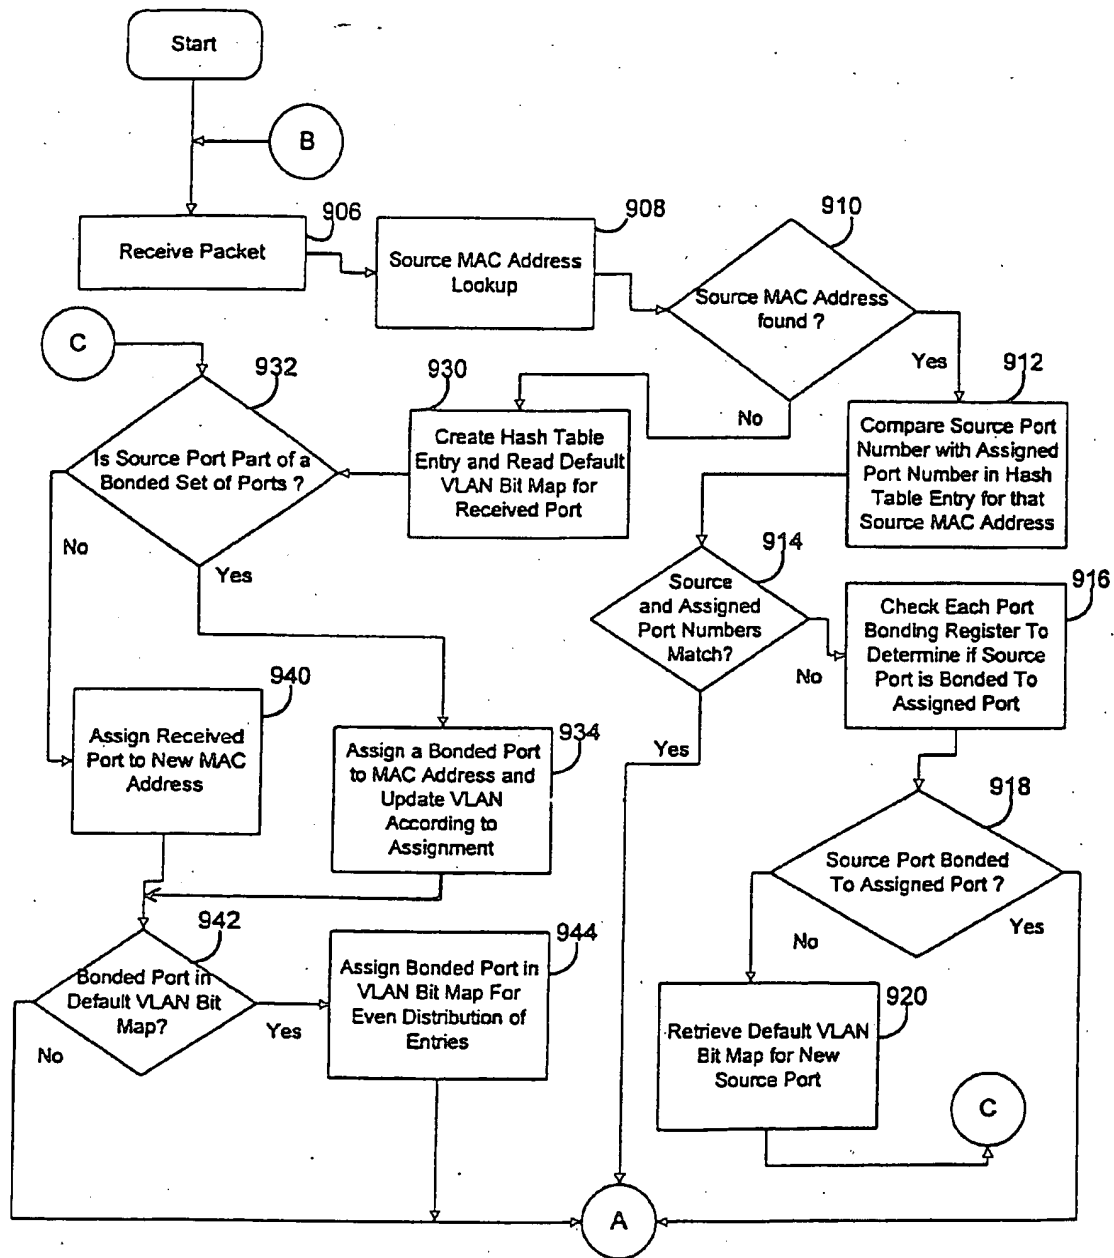 Start
B
906
Receive Packet
908
Source MAC Address
Lookup
910
Source MAC Address
found ?
Yes
No
912
Compare Source Port
Number with Assigned
Port Number in Hash
Table Entry for that
Source MAC Address
C
932
Is Source Port Part of a
Bonded Set of Ports ?
No
Yes
930
Create Hash Table
Entry and Read Default
VLAN Bit Map for
Received Port
914
Source
and Assigned
Port Numbers
Match?
No
Yes
916
Check Each Port
Bonding Register To
Determine if Source
Port is Bonded To
Assigned Port
940
Assign Received
Port to New MAC
Address
934
Assign a Bonded Port
to MAC Address and
Update VLAN
According to
Assignment
918
Source Port Bonded
To Assigned Port ?
No
Yes
942
Bonded Port in
Default VLAN Bit
Map?
No
Yes
944
Assign Bonded Port in
VLAN Bit Map For
Even Distribution of
Entries
920
Retrieve Default VLAN
Bit Map for New
Source Port
C
A